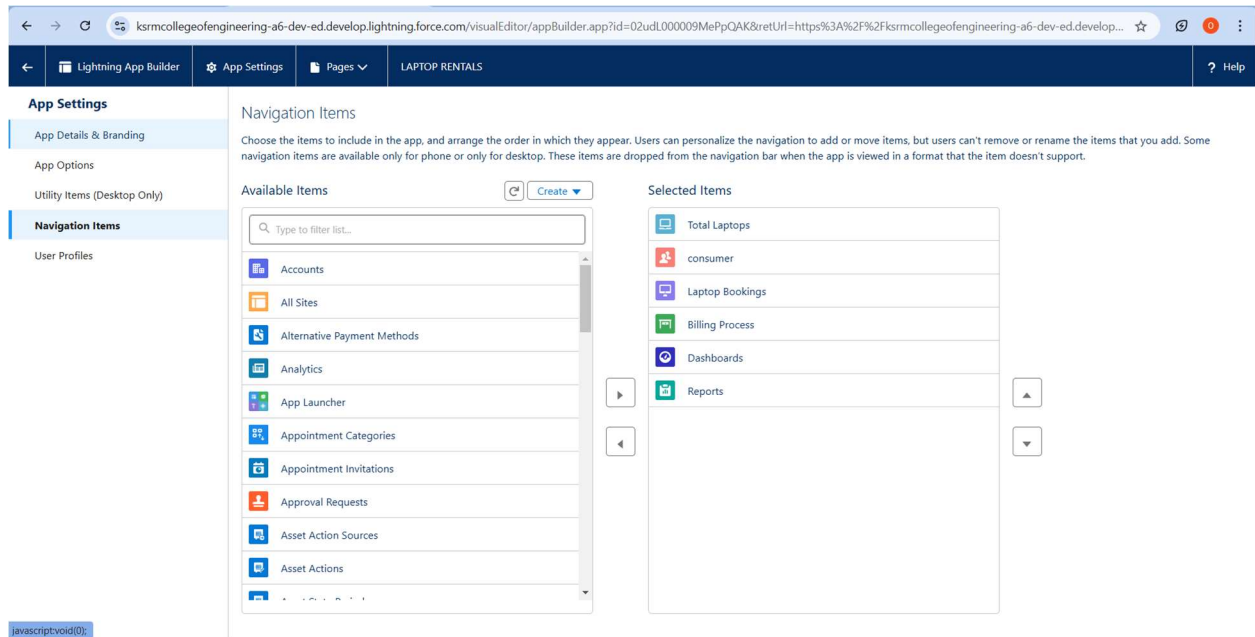 ksrmcollegeofengineering-a6-dev-ed.develop.lightning.force.com/visualEditor/appBuilder.app?id=02udL000009MePpQAK&retUrl=https%3A%2F%2Fksrmcollegeofengineering-a6-dev-ed.develop...
O
Lightning App Builder
App Settings
Pages
LAPTOP RENTALS
? Help
App Settings
App Details & Branding
App Options
Utility Items (Desktop Only)
Navigation Items
User Profiles
Navigation Items
Choose the items to include in the app, and arrange the order in which they appear. Users can personalize the navigation to add or move items, but users can't remove or rename the items that you add. Some
navigation items are available only for phone or only for desktop. These items are dropped from the navigation bar when the app is viewed in a format that the item doesn't support.
Available Items
Create
Type to filter list...
Accounts
All Sites
Alternative Payment Methods
Analytics
App Launcher
Appointment Categories
Appointment Invitations
Approval Requests
Asset Action Sources
Asset Actions
Selected Items
Total Laptops
consumer
Laptop Bookings
Billing Process
Dashboards
Reports
javascript:void(0);